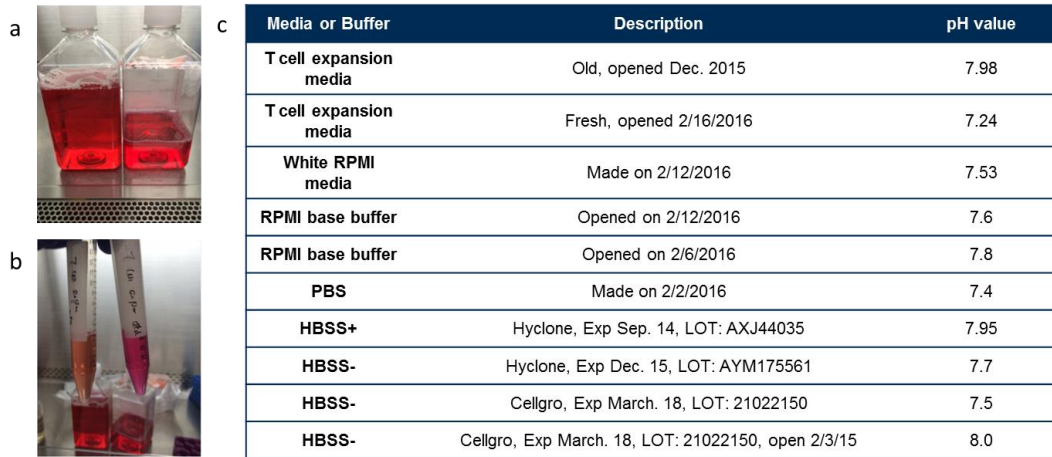 a
b
c
Media or Buffer Description pH value
T cell expansion
media
Old, opened Dec. 2015 7.98
T cell expansion
media
Fresh, opened 2/16/2016 7.24
White RPMI
media
Made on 2/12/2016 7.53
RPMI base buffer Opened on 2/12/2016 7.6
RPMI base buffer Opened on 2/6/2016 7.8
PBS Made on 2/2/2016 7.4
HBSS+ Hyclone, Exp Sep. 14, LOT: AXJ44035 7.95
HBSS- Hyclone, Exp Dec. 15, LOT: AYM175561 7.7
HBSS- Cellgro, Exp March. 18, LOT: 21022150 7.5
HBSS- Cellgro, Exp March. 18, LOT: 21022150, open 2/3/15 8.0
T cell
T cell